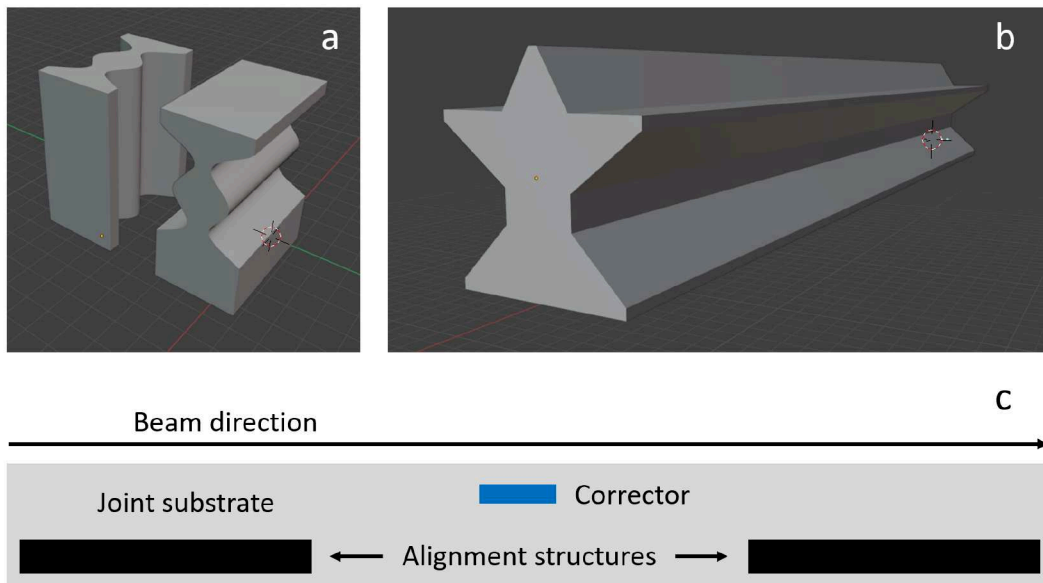 a
b
c
Beam direction
Joint substrate
Corrector
Alignment structures